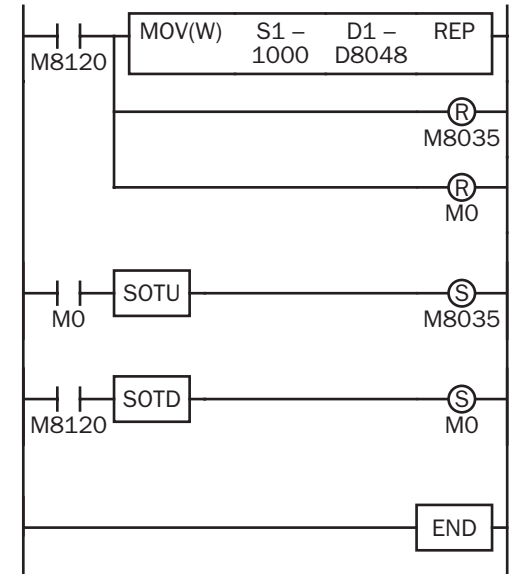 MOV(W) S1 – D1 – REP
1000 D8048
M8120
R
M8035
R
M0
SOTU
S
M0
M8035
SOTD
S
M8120
M0
END